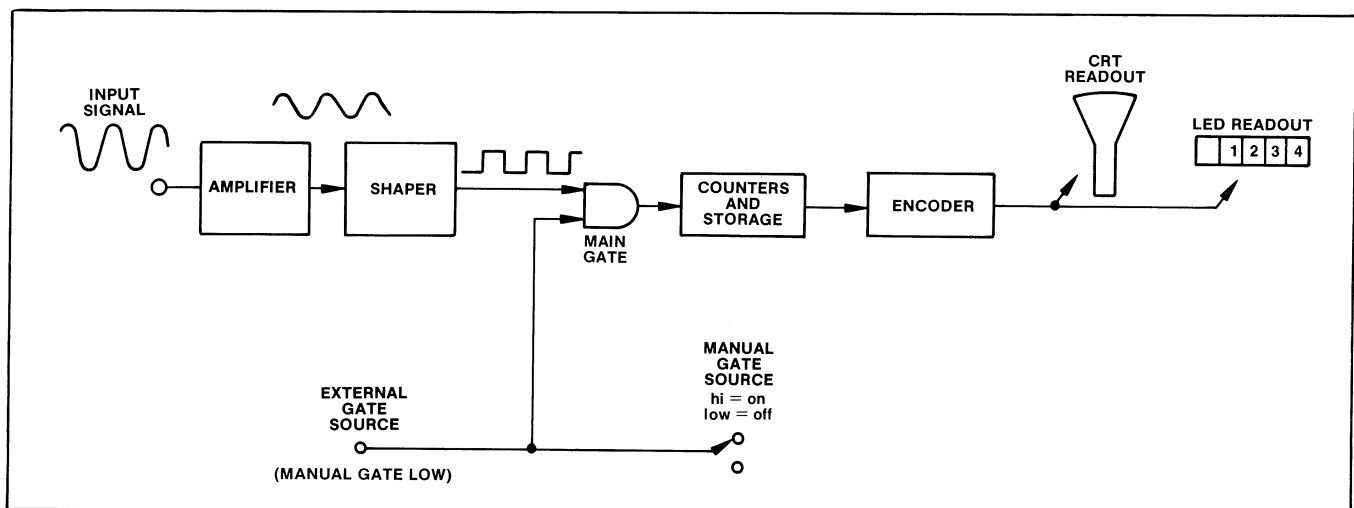 INPUT
SIGNAL
AMPLIFIER
SHAPER
MAIN
GATE
COUNTERS
AND
STORAGE
ENCODER
CRT
READOUT
LED READOUT
1 2 3 4
EXTERNAL
GATE
SOURCE
(MANUAL GATE LOW)
MANUAL
GATE
SOURCE
hi = on
low = off